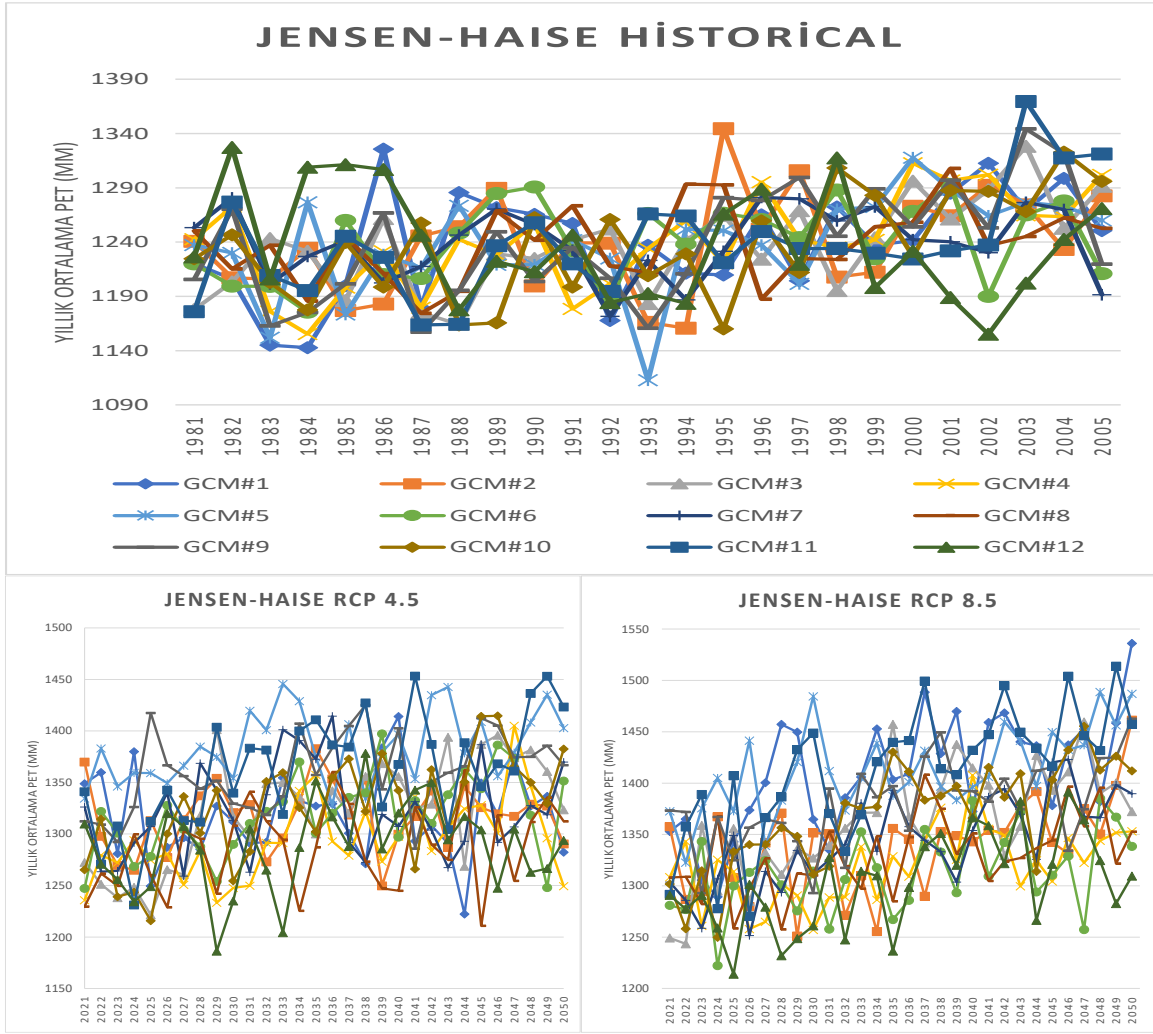 JENSEN-HAISE HİSTORİCAL
YILLIK ORTALAMA PET (MM)
1390
1340
1290
1240
1190
1140
1090
1981 1982 1983 1984 1985 1986 1987 1988 1989 1990 1991 1992 1993 1994 1995 1996 1997 1998 1999 2000 2001 2002 2003 2004 2005
GCM#1 GCM#2 GCM#3 GCM#4
GCM#5 GCM#6 GCM#7 GCM#8
GCM#9 GCM#10 GCM#11 GCM#12
JENSEN-HAISE RCP 4.5
YILLIK ORTALAMA PET (MM)
1500
1450
1400
1350
1300
1250
1200
1150
2021 2022 2023 2024 2025 2026 2027 2028 2029 2030 2031 2032 2033 2034 2035 2036 2037 2038 2039 2040 2041 2042 2043 2044 2045 2046 2047 2048 2049 2050
JENSEN-HAISE RCP 8.5
YILLIK ORTALAMA PET (MM)
1550
1500
1450
1400
1350
1300
1250
1200
2021 2022 2023 2024 2025 2026 2027 2028 2029 2030 2031 2032 2033 2034 2035 2036 2037 2038 2039 2040 2041 2042 2043 2044 2045 2046 2047 2048 2049 2050